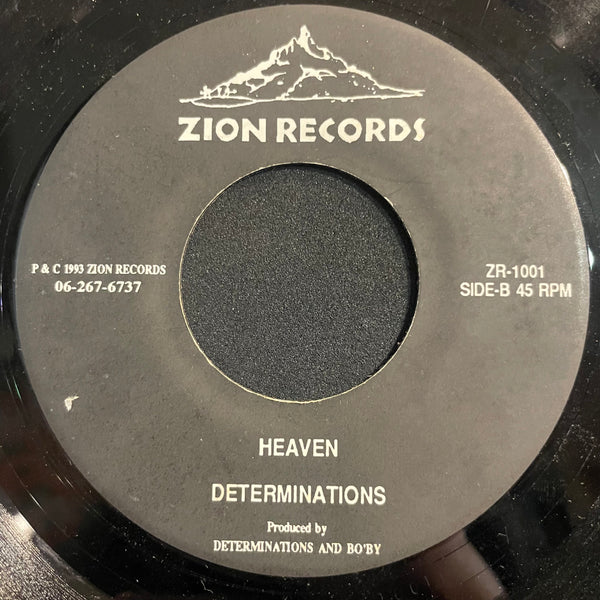 ZION RECORDS
P & C 1993 ZION RECORDS
06-267-6737
ZR-1001
SIDE-B 45 RPM
HEAVEN
DETERMINATIONS
Produced by
DETERMINATIONS AND BO'BY